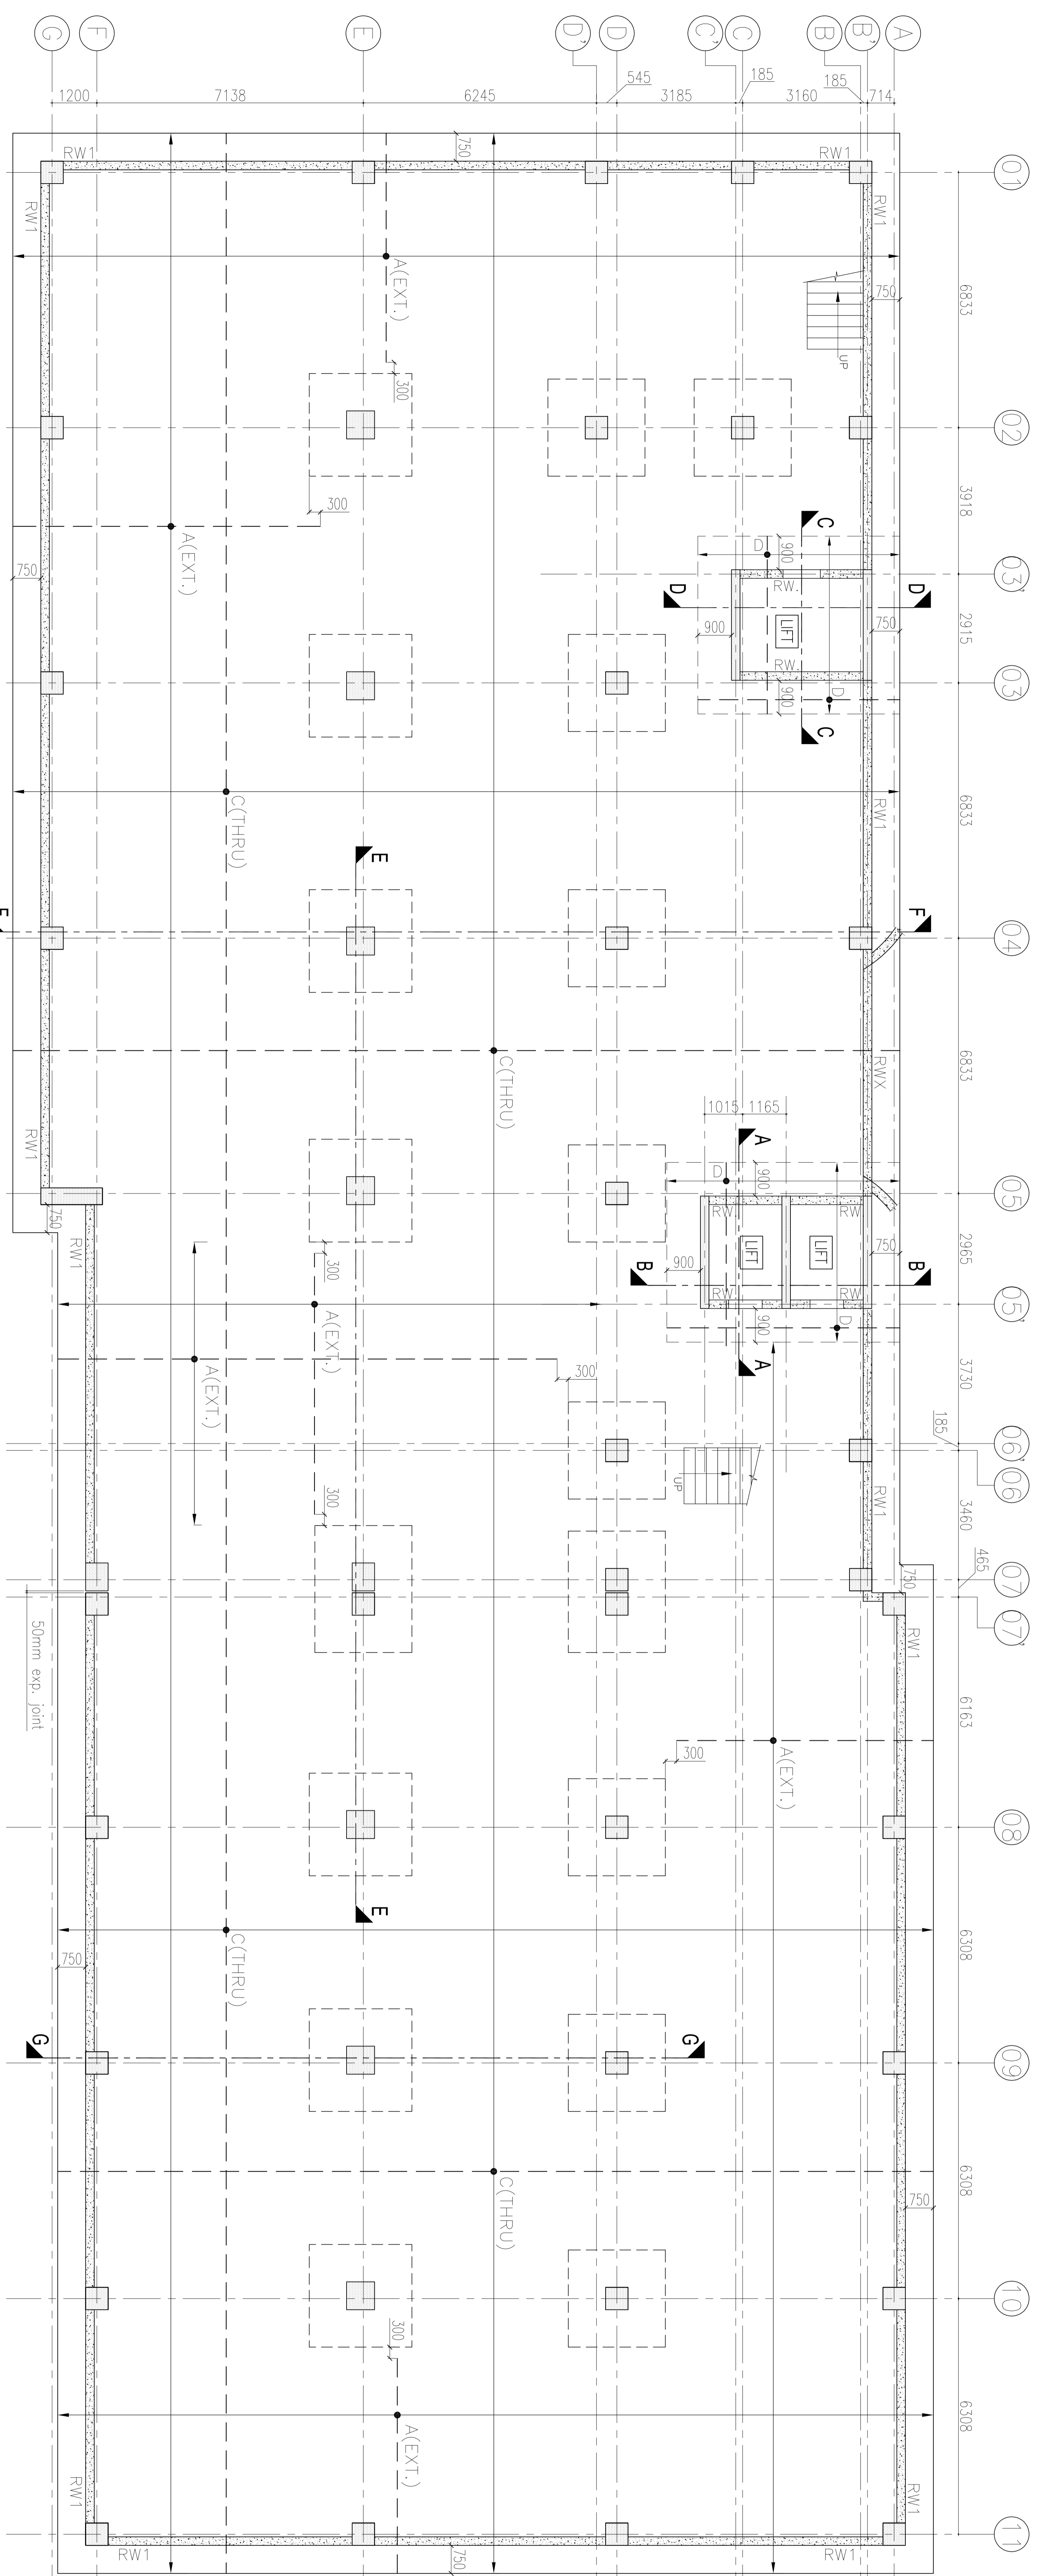 G
F
E
D'
D
C'
C
B
B'
A
1200
7138
6245
545
3185
185
3160
185
714
01
RW1
RW1
750
RW1
RW1
A(EXT.)
750
6833
UP
300
02
300
3918
A(EXT.)
750
C
D
900
03'
D
RW.
D
LIFT
900
750
2915
RW.
900
D
03
C
6833
C(THRU)
RW1
E
F
F
04
C(THRU)
RWX
6833
1015
1165
A
RW1
D
900
05
750
RW
RW
RW1
300
LIFT
LIFT
750
2965
B
900
B
RW
RW
05'
A(EXT.)
A(EXT.)
900
D
300
A
3730
185
06'
06
UP
300
RW1
3460
465
750
07
07'
50mm exp. joint
RW1
6163
300
A(EXT.)
08
E
C(THRU)
750
6308
G
G
09
C(THRU)
750
6308
10
300
A(EXT.)
6308
RW1
RW1
RW1
750
RW1
11